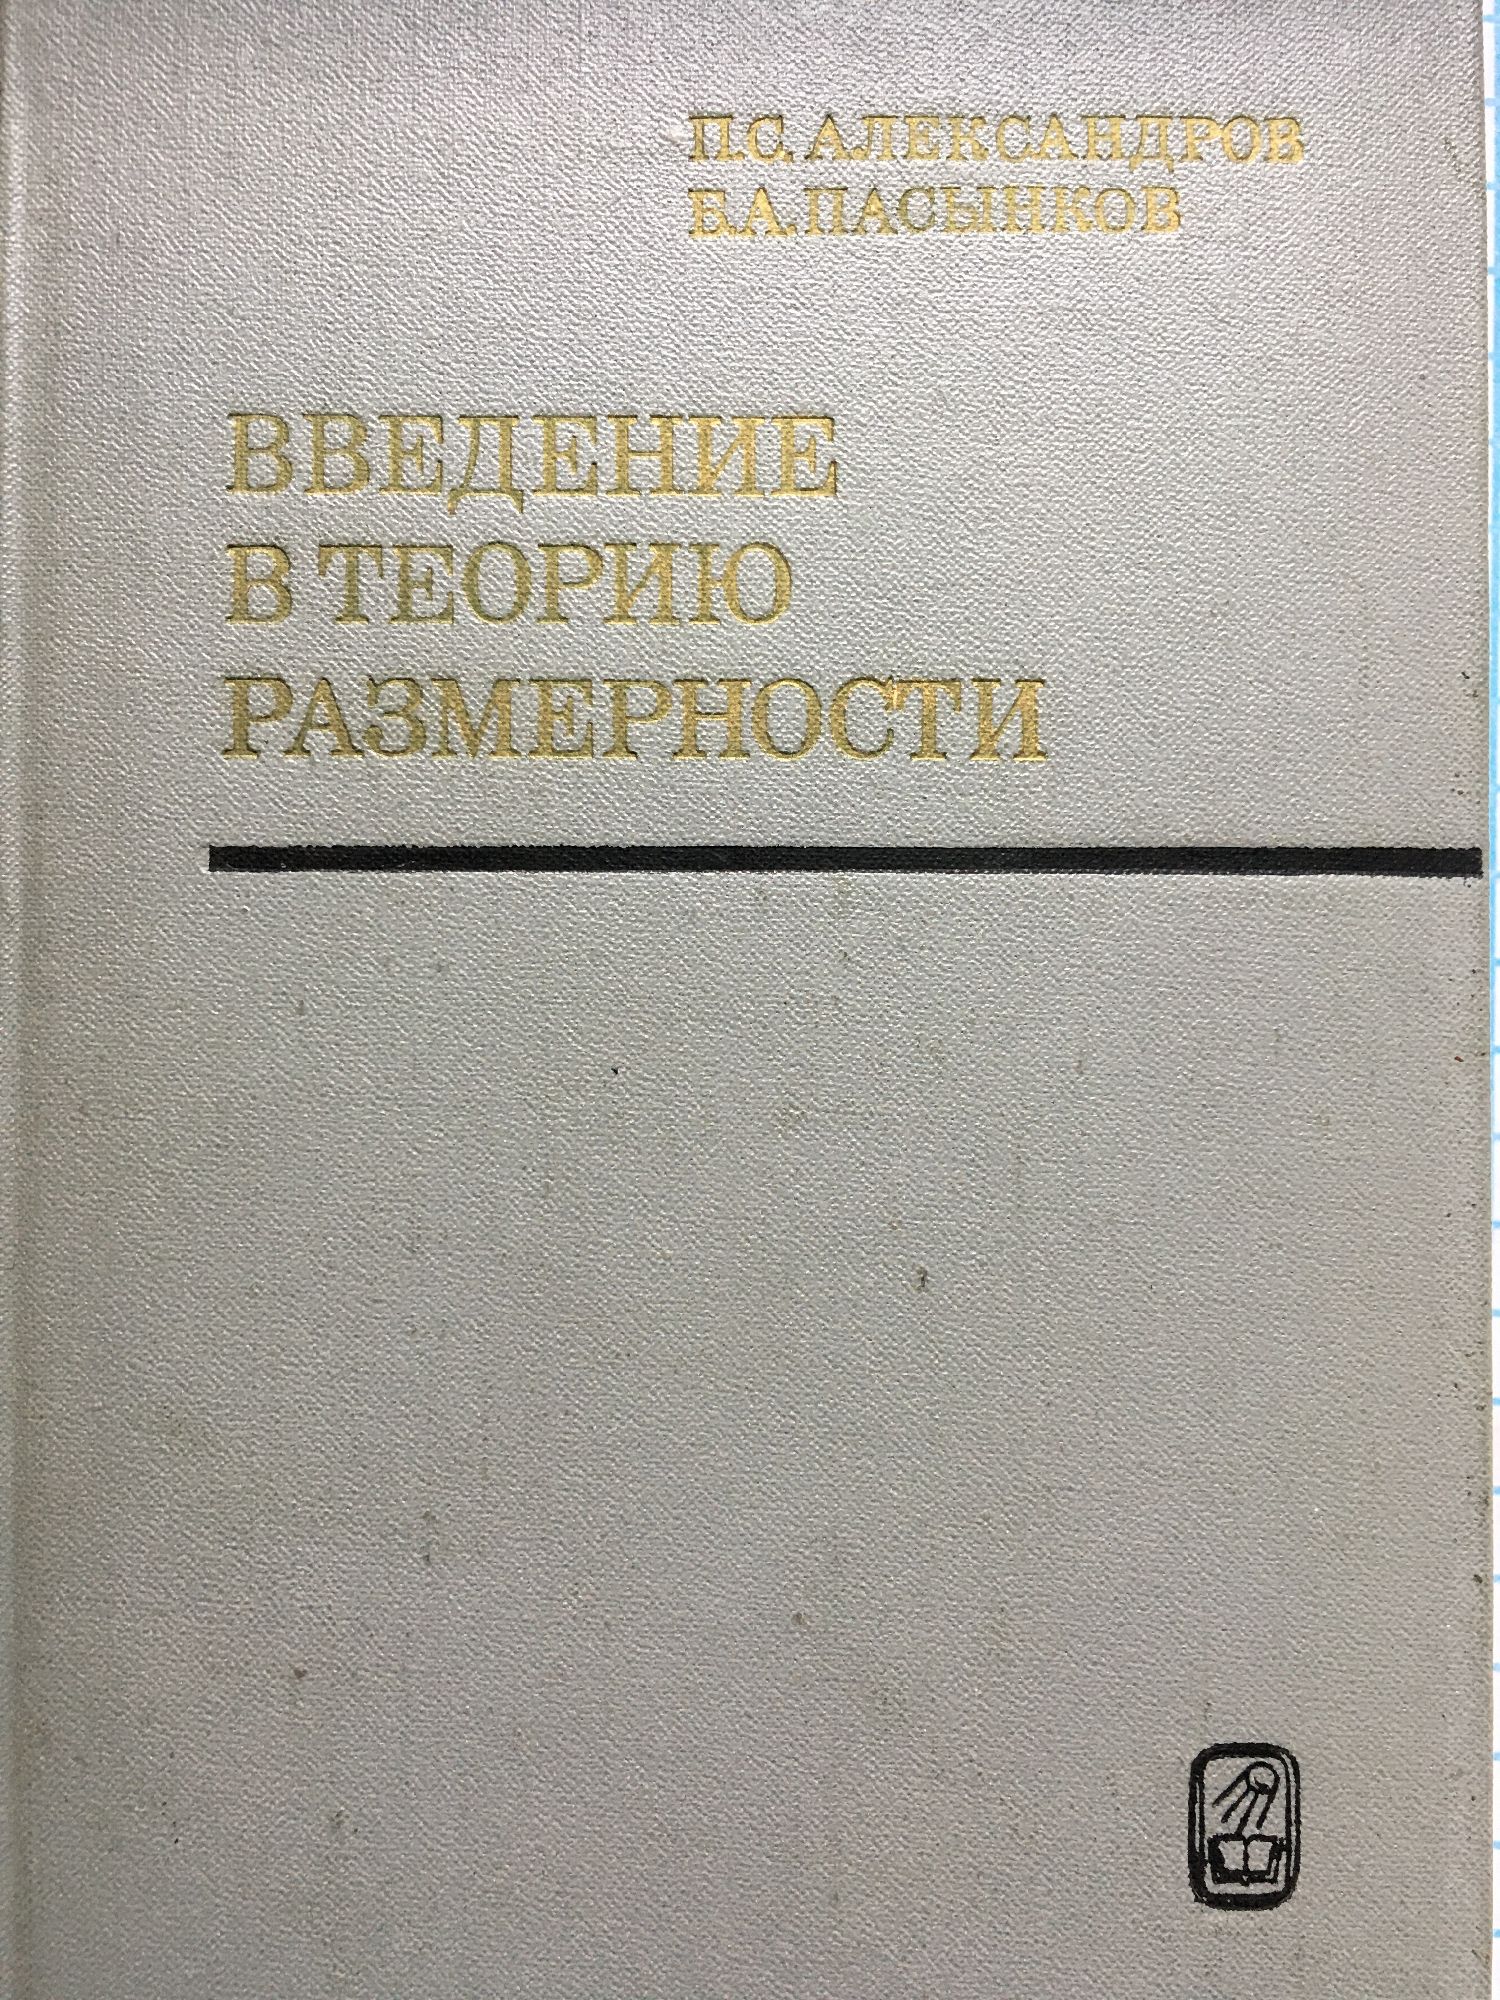 П.С. АЛЕКСАНДРОВ
Б.А. ПАСЫНКОВ
ВВЕДЕНИЕ
В ТЕОРИЮ
РАЗМЕРНОСТИ